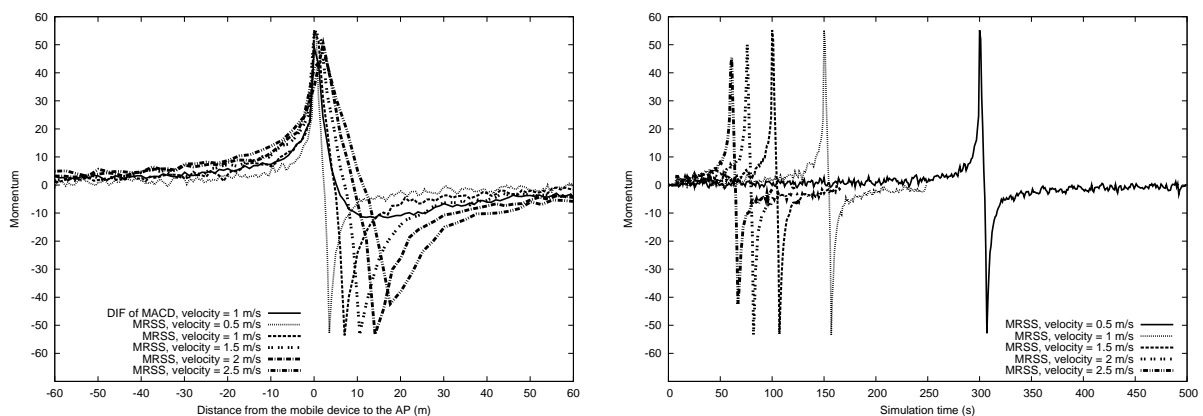 60
50
40
30
20
10
0
-10
-20
-30
-40
-50
-60
Momentum
DIF of MACD, velocity = 1 m/s
MRSS, velocity = 0.5 m/s
MRSS, velocity = 1 m/s
MRSS, velocity = 1.5 m/s
MRSS, velocity = 2 m/s
MRSS, velocity = 2.5 m/s
-60 -50 -40 -30 -20 -10 0 10 20 30 40 50 60
Distance from the mobile device to the AP (m)
60
50
40
30
20
10
0
-10
-20
-30
-40
-50
-60
Momentum
MRSS, velocity = 0.5 m/s
MRSS, velocity = 1 m/s
MRSS, velocity = 1.5 m/s
MRSS, velocity = 2 m/s
MRSS, velocity = 2.5 m/s
0 50 100 150 200 250 300 350 400 450 500
Simulation time (s)